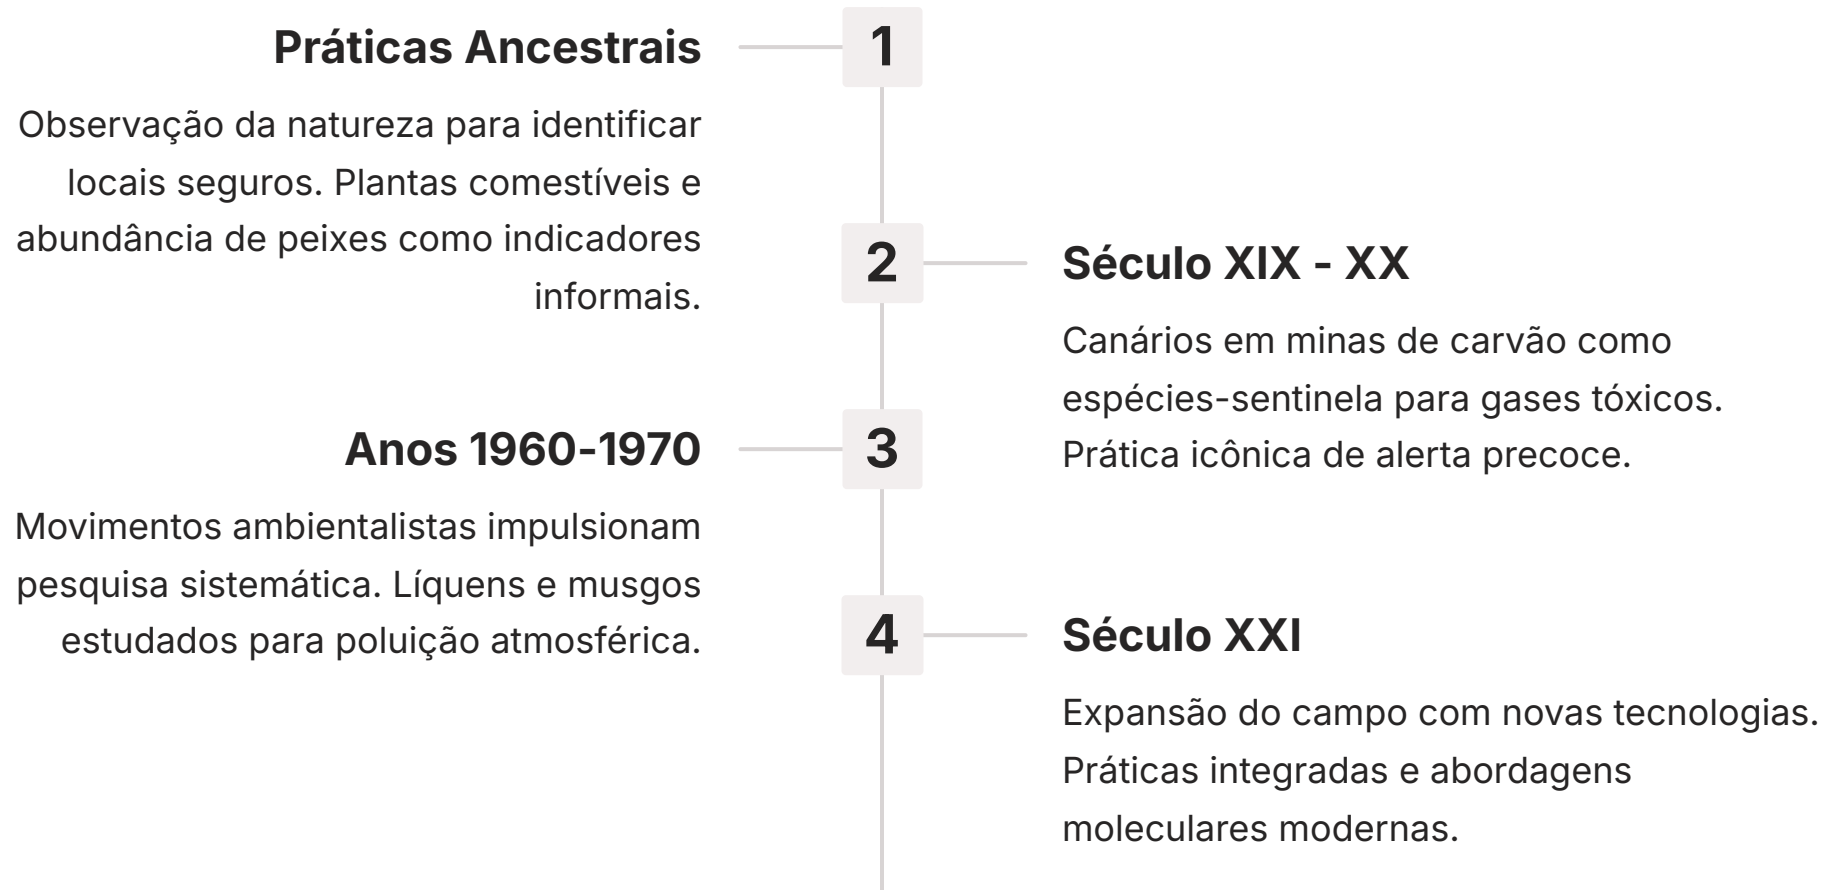 Práticas Ancestrais
1
Observação da natureza para identificar
locais seguros. Plantas comestíveis e
abundância de peixes como indicadores
informais.
2
Século XIX - XX
Canários em minas de carvão como
espécies-sentinela para gases tóxicos.
Prática icônica de alerta precoce.
Anos 1960-1970
3
Movimentos ambientalistas impulsionam
pesquisa sistemática. Líquens e musgos
estudados para poluição atmosférica.
4
Século XXI
Expansão do campo com novas tecnologias.
Práticas integradas e abordagens
moleculares modernas.